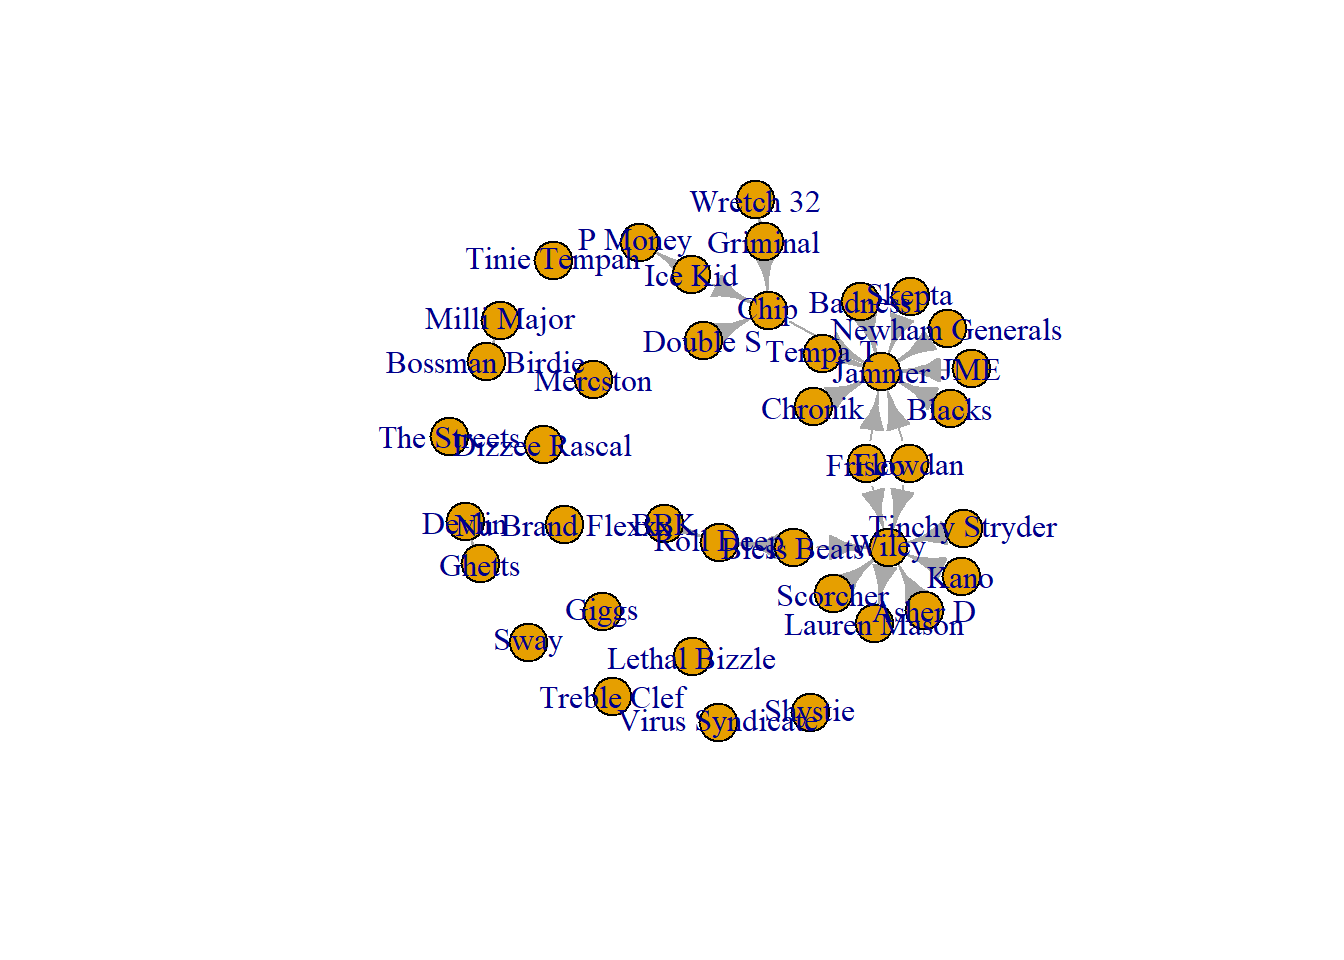 Wretch 32
P Money
Griminal
Tinie Tempah
Ice Kid
Skepta
Badness
Chip
Milli Major
Newham Generals
Double S
Tempa T
Bossman Birdie
JME
Jammer
Mercston
Chronik
Blacks
The Streets
Dizzee Rascal
Frisco
Flowdan
Devlin
Nu Brand Flexxx
BBK
Tinchy Stryder
Roll Deep
Bless Beats
Wiley
Ghetts
Kano
Scorcher
Giggs
Asher D
Lauren Mason
Sway
Lethal Bizzle
Treble Clef
Shystie
Virus Syndicate